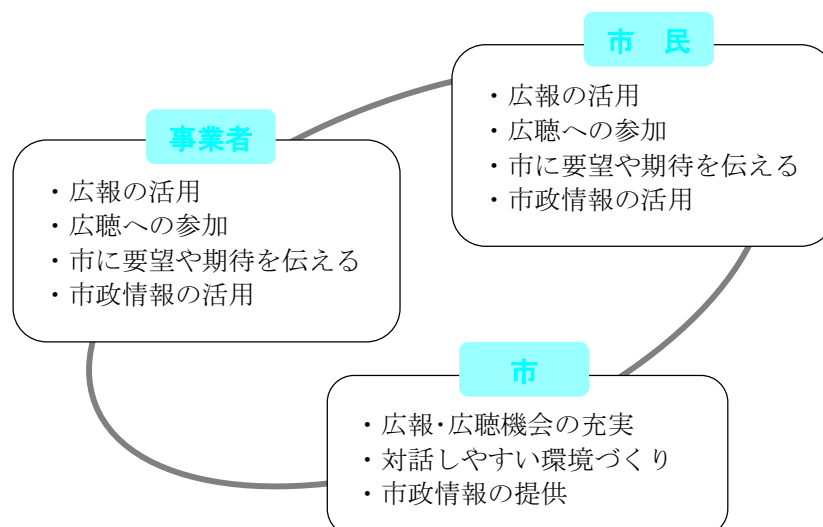 市　民
・広報の活用
・広聴への参加
・市に要望や期待を伝える
・市政情報の活用
事業者
・広報の活用
・広聴への参加
・市に要望や期待を伝える
・市政情報の活用
市
・広報･広聴機会の充実
・対話しやすい環境づくり
・市政情報の提供